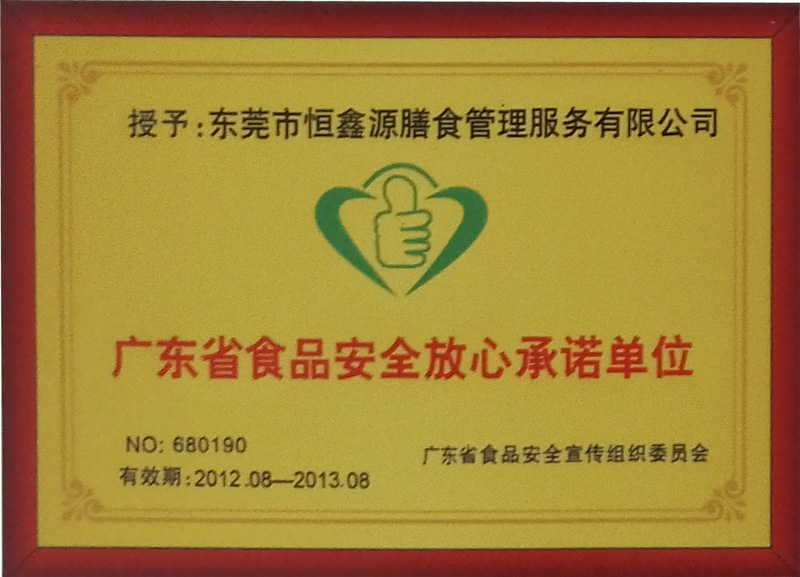 授予:东莞市恒鑫源膳食管理服务有限公司
广东省食品安全放心承诺单位
NO: 680190
有效期:2012.08—2013.08
广东省食品安全宣传组织委员会